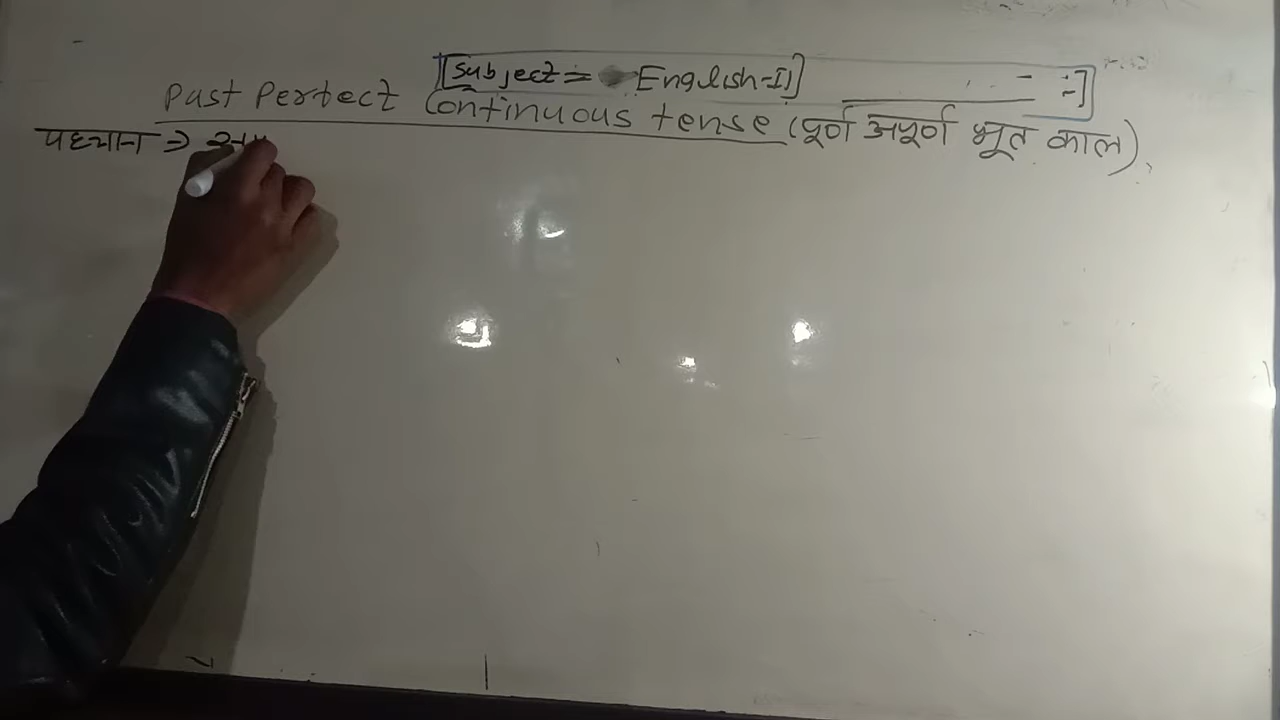 [Subject = English-II]
Past Perfect Continuous tense (पूर्ण अपूर्ण भूत काल)
पहचान ⇒